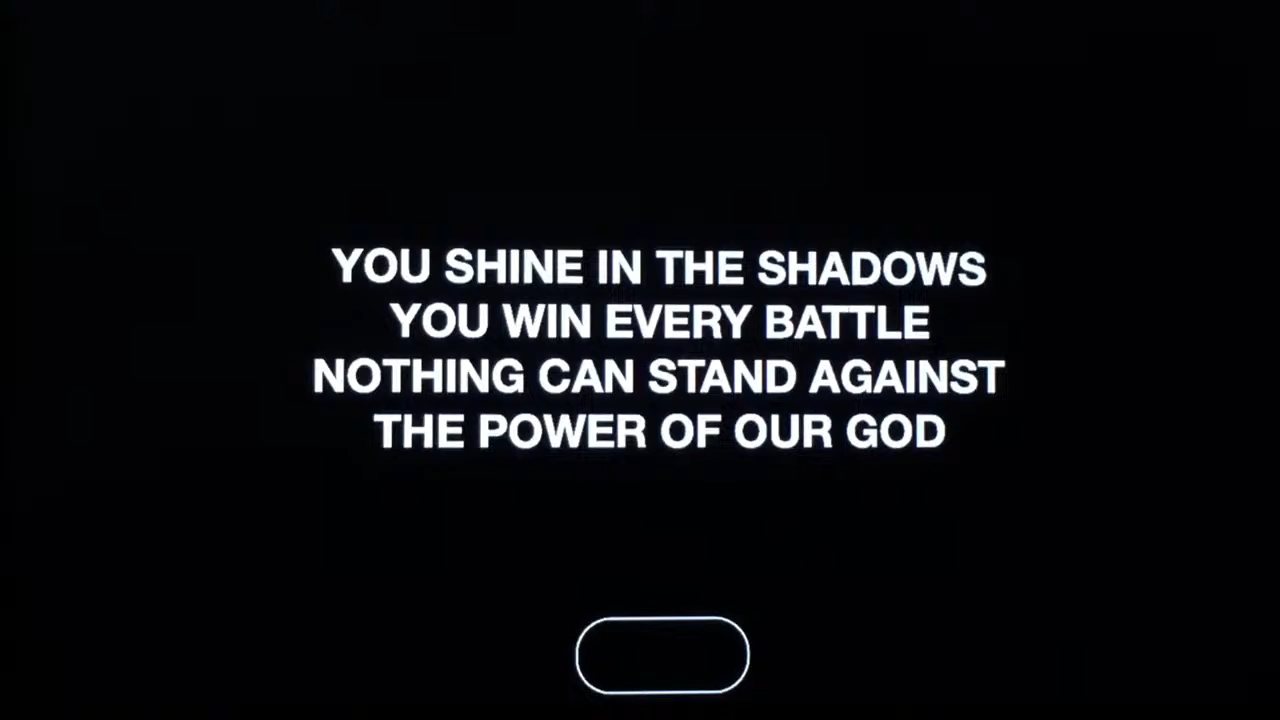 YOU SHINE IN THE SHADOWS
YOU WIN EVERY BATTLE
NOTHING CAN STAND AGAINST
THE POWER OF OUR GOD